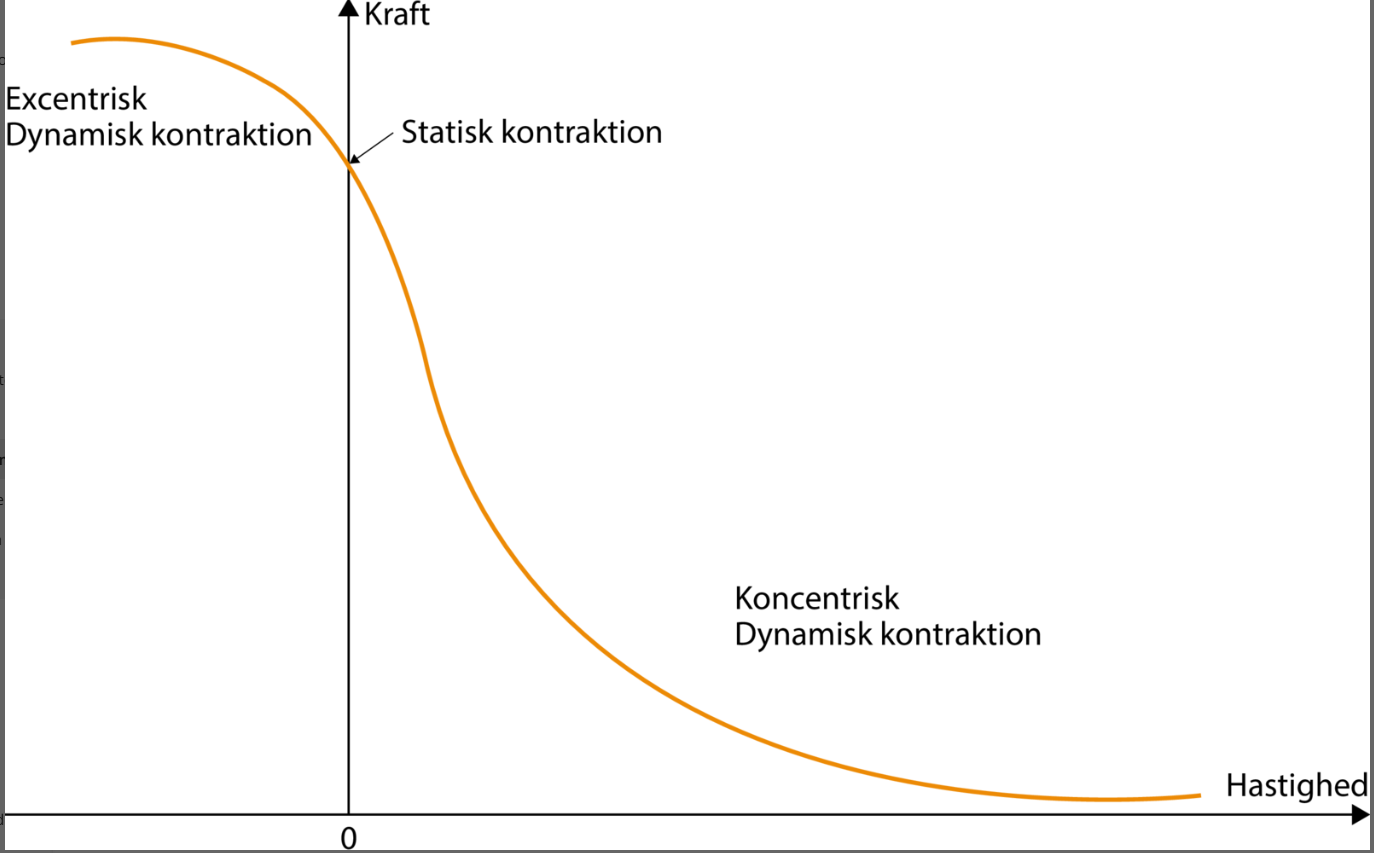 Kraft
Excentrisk
Dynamisk kontraktion
Statisk kontraktion
Koncentrisk
Dynamisk kontraktion
Hastighed
0